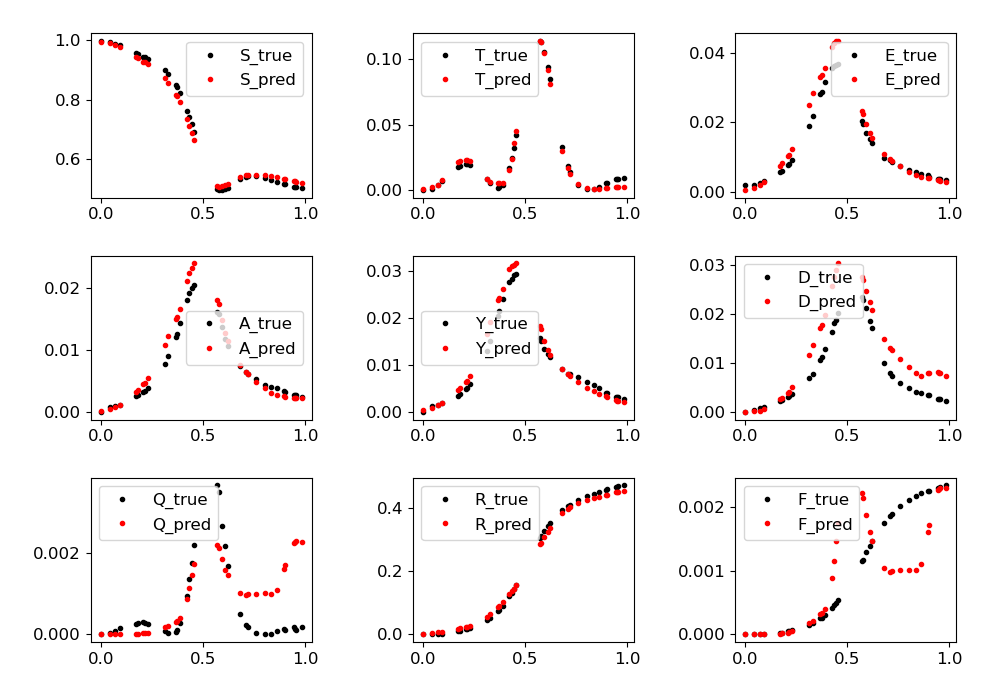 1.0
0.8
0.6
0.0 0.5 1.0
S_true
S_pred
0.10
0.05
0.00
0.0 0.5 1.0
T_true
T_pred
0.04
0.02
0.00
0.0 0.5 1.0
E_true
E_pred
0.02
0.01
0.00
0.0 0.5 1.0
A_true
A_pred
0.03
0.02
0.01
0.00
0.0 0.5 1.0
Y_true
Y_pred
0.03
0.02
0.01
0.00
0.0 0.5 1.0
D_true
D_pred
0.002
0.000
0.0 0.5 1.0
Q_true
Q_pred
0.4
0.2
0.0
0.0 0.5 1.0
R_true
R_pred
0.002
0.001
0.000
0.0 0.5 1.0
F_true
F_pred